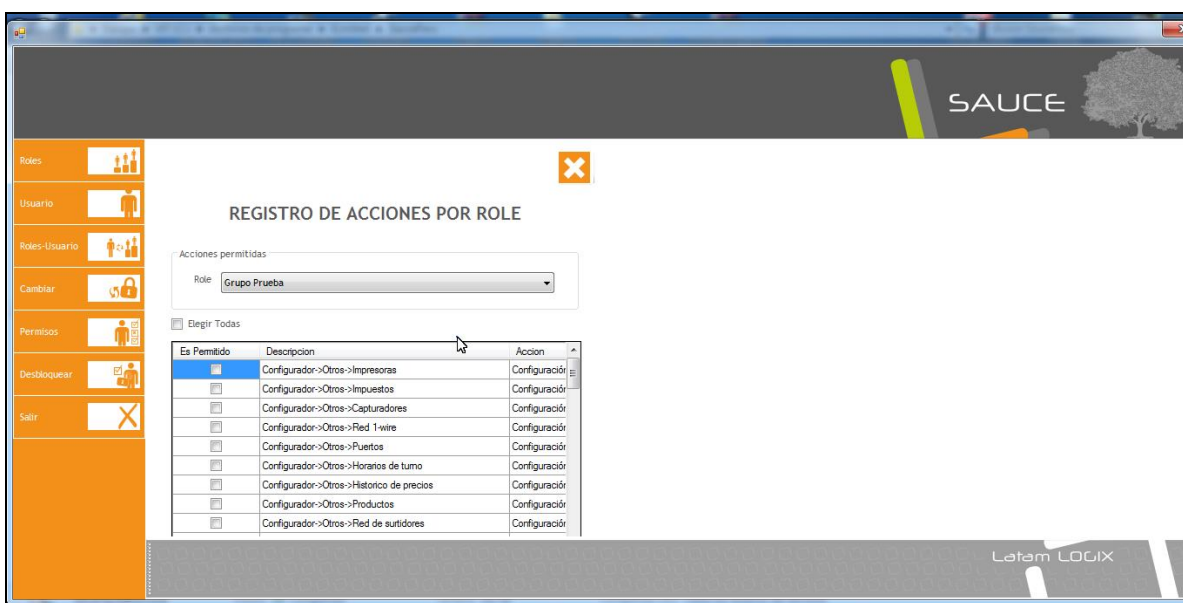 SAUCE
Roles
Usuario
Roles-Usuario
Cambiar
Permisos
Desbloquear
Salir
REGISTRO DE ACCIONES POR ROLE
Acciones permitidas
Role Grupo Prueba
Elegir Todas
Es Permitido Descripcion Accion
Configurador->Otros->Impresoras Configuración
Configurador->Otros->Impuestos Configuración
Configurador->Otros->Capturadores Configuración
Configurador->Otros->Red 1-wire Configuración
Configurador->Otros->Puertos Configuración
Configurador->Otros->Horarios de turno Configuración
Configurador->Otros->Historico de precios Configuración
Configurador->Otros->Productos Configuración
Configurador->Otros->Red de surtidores Configuración
Latam LOGIX